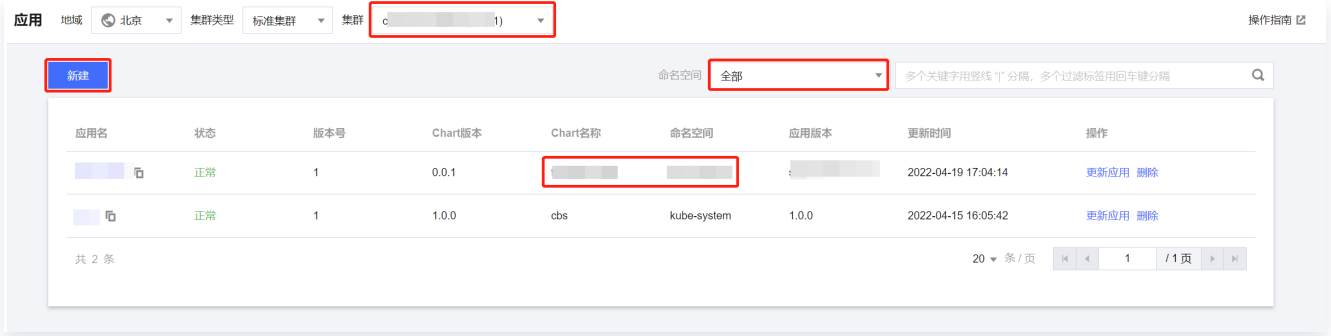 应用 地域 北京 集群类型 标准集群 集群 c 1) 操作指南
新建 命名空间 全部 多个关键字用竖线 "|" 分隔，多个过滤标签用回车键分隔
应用名 状态 版本号 Chart版本 Chart名称 命名空间 应用版本 更新时间 操作
正常 1 0.0.1 2022-04-19 17:04:14 更新应用 删除
正常 1 1.0.0 cbs kube-system 1.0.0 2022-04-15 16:05:42 更新应用 删除
共 2 条 20 条 / 页 1 / 1 页